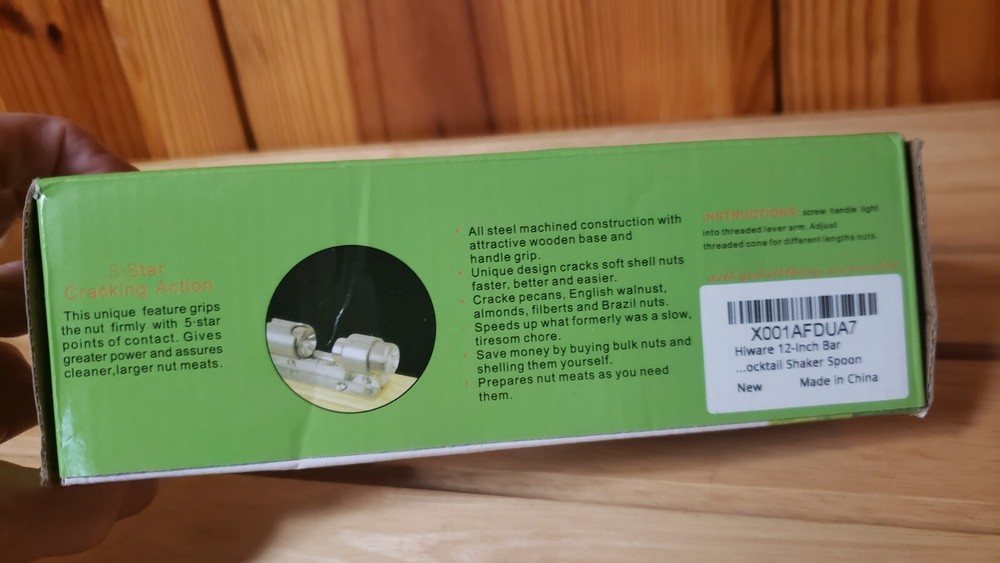 5-Star
Cracking Action
This unique feature grips
the nut firmly with 5-star
points of contact. Gives
greater power and assures
cleaner,larger nut meats.
All steel machined construction with
attractive wooden base and
handle grip.
Unique design cracks soft shell nuts
faster, better and easier.
Cracke pecans, English walnust,
almonds, filberts and Brazil nuts.
Speeds up what formerly was a slow,
tiresom chore.
Save money by buying bulk nuts and
shelling them yourself.
Prepares nut meats as you need
them.
INSTRUCTIONS: screw handle tight
into threaded lever arm. Adjust
threaded cone for different lengths nuts.
X001AFDUA7
Hiware 12-Inch Bar
...ocktail Shaker Spoon
New Made in China